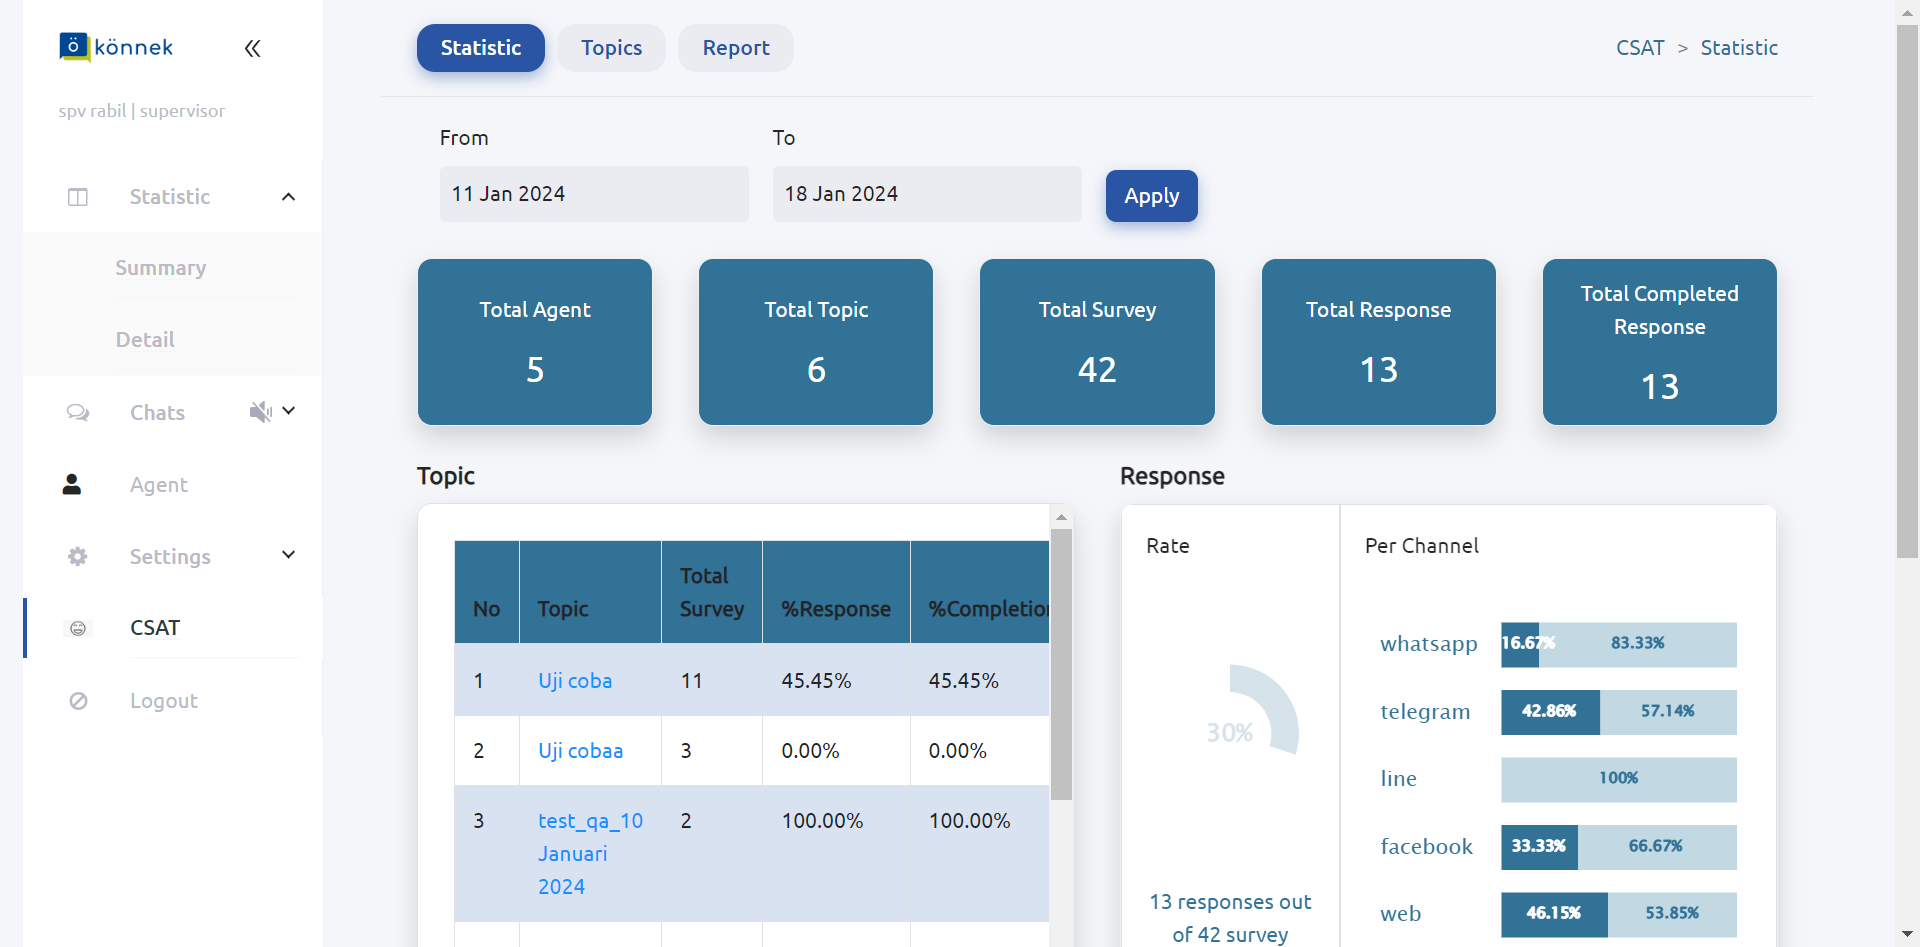 ö könnek
spv rabil | supervisor
Statistic
Summary
Detail
Chats
Agent
Settings
CSAT
Logout
Statistic Topics Report
CSAT > Statistic
From To
11 Jan 2024 18 Jan 2024 Apply
Total Agent
5
Total Topic
6
Total Survey
42
Total Response
13
Total Completed
Response
13
Topic
No Topic Total
Survey %Response %Completion
1 Uji coba 11 45.45% 45.45%
2 Uji cobaa 3 0.00% 0.00%
3 test_qa_10 2 100.00% 100.00%
Januari
2024
Response
Rate
30%
13 responses out
of 42 survey
Per Channel
whatsapp 16.67% 83.33%
telegram 42.86% 57.14%
line 100%
facebook 33.33% 66.67%
web 46.15% 53.85%